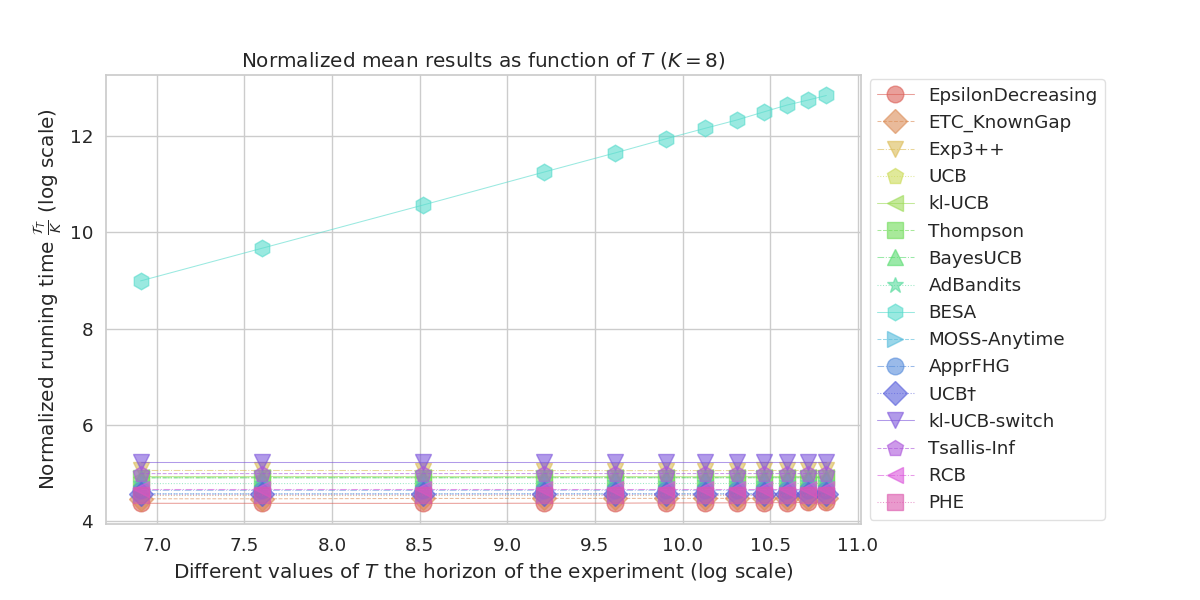 Normalized mean results as function of T (K = 8)
Normalized running time 𝒯_T/K (log scale)
12
10
8
6
4
7.0 7.5 8.0 8.5 9.0 9.5 10.0 10.5 11.0
Different values of T the horizon of the experiment (log scale)
EpsilonDecreasing
ETC_KnownGap
Exp3++
UCB
kl-UCB
Thompson
BayesUCB
AdBandits
BESA
MOSS-Anytime
ApprFHG
UCB†
kl-UCB-switch
Tsallis-Inf
RCB
PHE